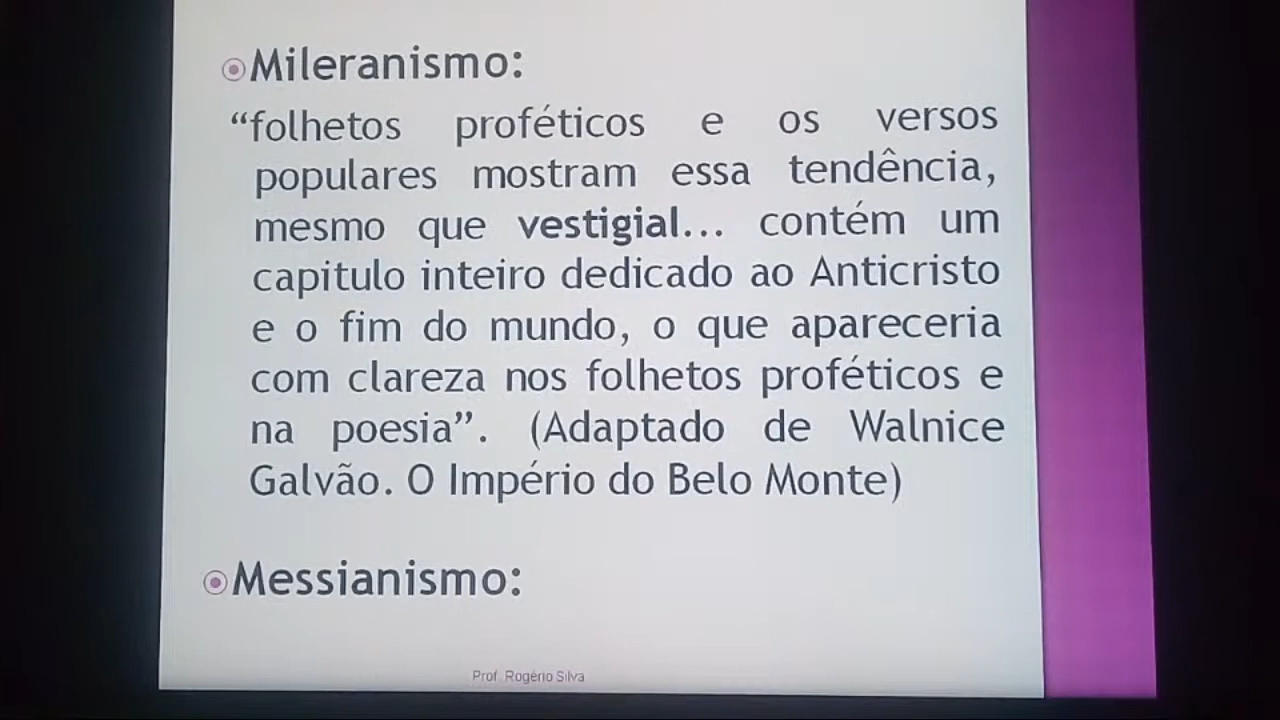 Mileranismo:
“folhetos proféticos e os versos
populares mostram essa tendência,
mesmo que vestigial... contém um
capitulo inteiro dedicado ao Anticristo
e o fim do mundo, o que apareceria
com clareza nos folhetos proféticos e
na poesia”. (Adaptado de Walnice
Galvão. O Império do Belo Monte)
Messianismo:
Prof. Rogério Silva